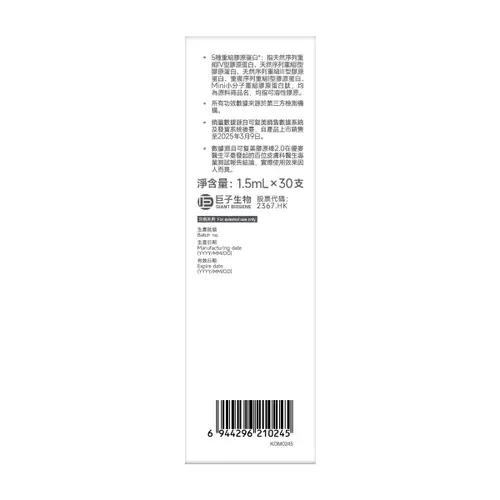 • 5種重組膠原蛋白*：指天然序列重
組IV型膠原蛋白、天然序列重組I型
膠原蛋白、天然序列重組III型膠原
蛋白、重複序列重組I型膠原蛋白、
Mini小分子重組膠原蛋白肽，均
為原料商品名，均指可溶性膠原。
• 所有功效數據來源於第三方檢測機
構。
• 銷量數據源自可复美銷售數據系統
及發貨系統後臺，自產品上市銷售
至2025年3月9日。
• 數據源自可复美膠原棒2.0在優麥
醫生平臺發起的百位皮膚科醫生專
業測試報告結論，實際使用效果因
人而異。
淨含量：1.5mL×30支
巨子生物 股票代碼：
GIANT BIOGENE 2367.HK
For external use only
生產批號
Batch no.
生產日期
Manufacturing date
(YYYY/MM/DD)
有效日期
Expire date
(YYYY/MM/DD)
6 944296 210245
KOM0245